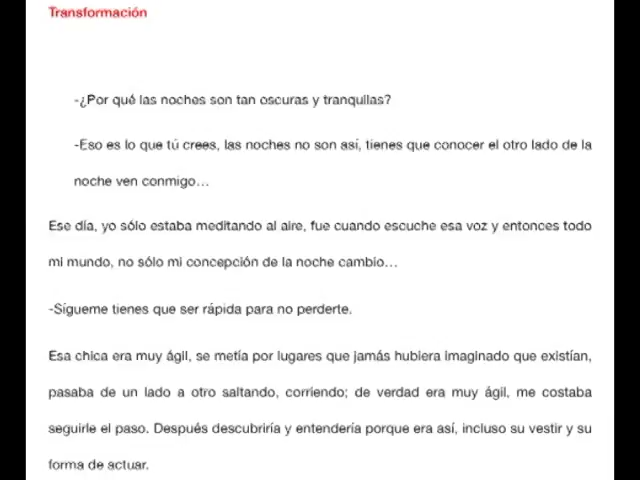 Transformación
-¿Por qué las noches son tan oscuras y tranquilas?
-Eso es lo que tú crees, las noches no son así, tienes que conocer el otro lado de la
noche ven conmigo…
Ese día, yo sólo estaba meditando al aire, fue cuando escuche esa voz y entonces todo
mi mundo, no sólo mi concepción de la noche cambio…
-Sígueme tienes que ser rápida para no perderte.
Esa chica era muy ágil, se metía por lugares que jamás hubiera imaginado que existían,
pasaba de un lado a otro saltando, corriendo; de verdad era muy ágil, me costaba
seguirle el paso. Después descubriría y entendería porque era así, incluso su vestir y su
forma de actuar.